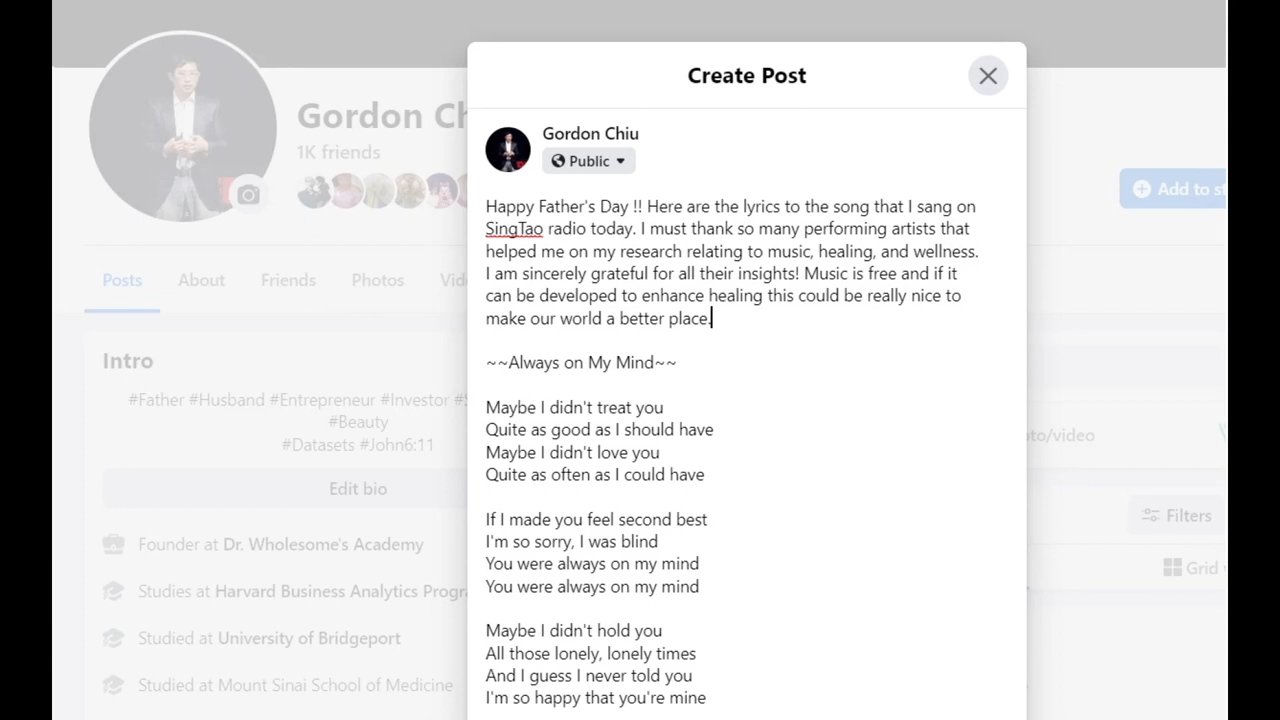 Create Post
Gordon Ch
1K friends
Gordon Chiu
Public
Add to st
Happy Father's Day !! Here are the lyrics to the song that I sang on
SingTao radio today. I must thank so many performing artists that
helped me on my research relating to music, healing, and wellness.
I am sincerely grateful for all their insights! Music is free and if it
can be developed to enhance healing this could be really nice to
make our world a better place.
~~Always on My Mind~~
Maybe I didn't treat you
Quite as good as I should have
Maybe I didn't love you
Quite as often as I could have
If I made you feel second best
I'm so sorry, I was blind
You were always on my mind
You were always on my mind
Maybe I didn't hold you
All those lonely, lonely times
And I guess I never told you
I'm so happy that you're mine
Posts About Friends Photos Vid
Intro
#Father #Husband #Entrepreneur #Investor
#Beauty
#Datasets #John6:11
Edit bio
Founder at Dr. Wholesome's Academy
Studies at Harvard Business Analytics Progra
Studied at University of Bridgeport
Studied at Mount Sinai School of Medicine
oto/video
Filters
Grid